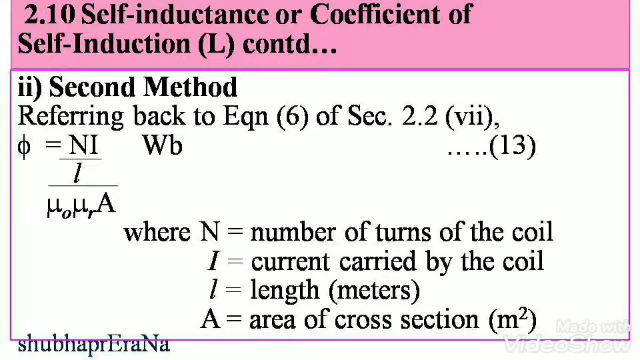 2.10 Self-inductance or Coefficient of
Self-Induction (L) contd...
ii) Second Method
Referring back to Eqn (6) of Sec. 2.2 (vii),
ϕ = NI Wb .....(13)
l
μoμrA
where N = number of turns of the coil
I = current carried by the coil
l = length (meters)
A = area of cross section (m²)
Made with
VideoShow
shubhaprEraNa